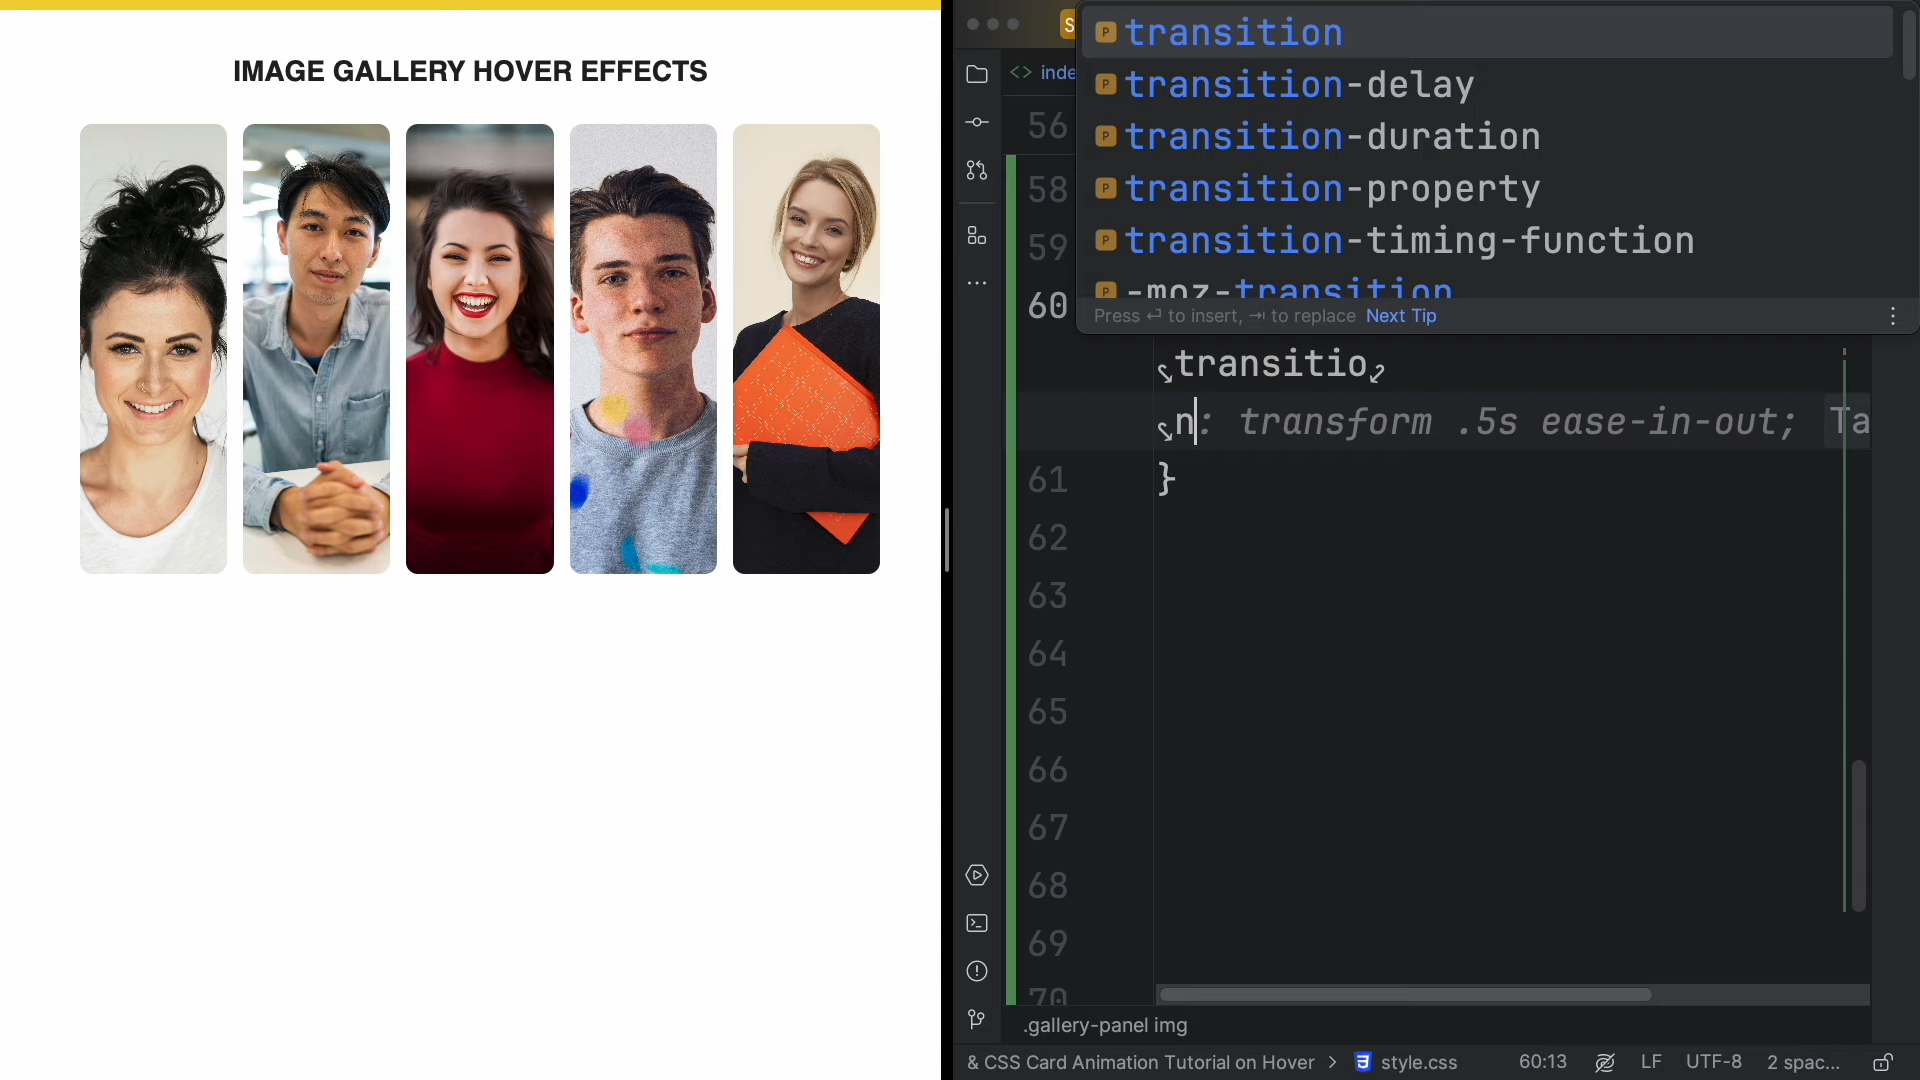 IMAGE GALLERY HOVER EFFECTS
S
transition
transition-delay
transition-duration
transition-property
transition-timing-function
-moz-transition
Press ⏎ to insert, ⇥ to replace Next Tip
<> inde
56
58
59
60
transitio
n: transform .5s ease-in-out; Ta
61 }
62
63
64
65
66
67
68
69
70
.gallery-panel img
& CSS Card Animation Tutorial on Hover > style.css 60:13 LF UTF-8 2 spac...